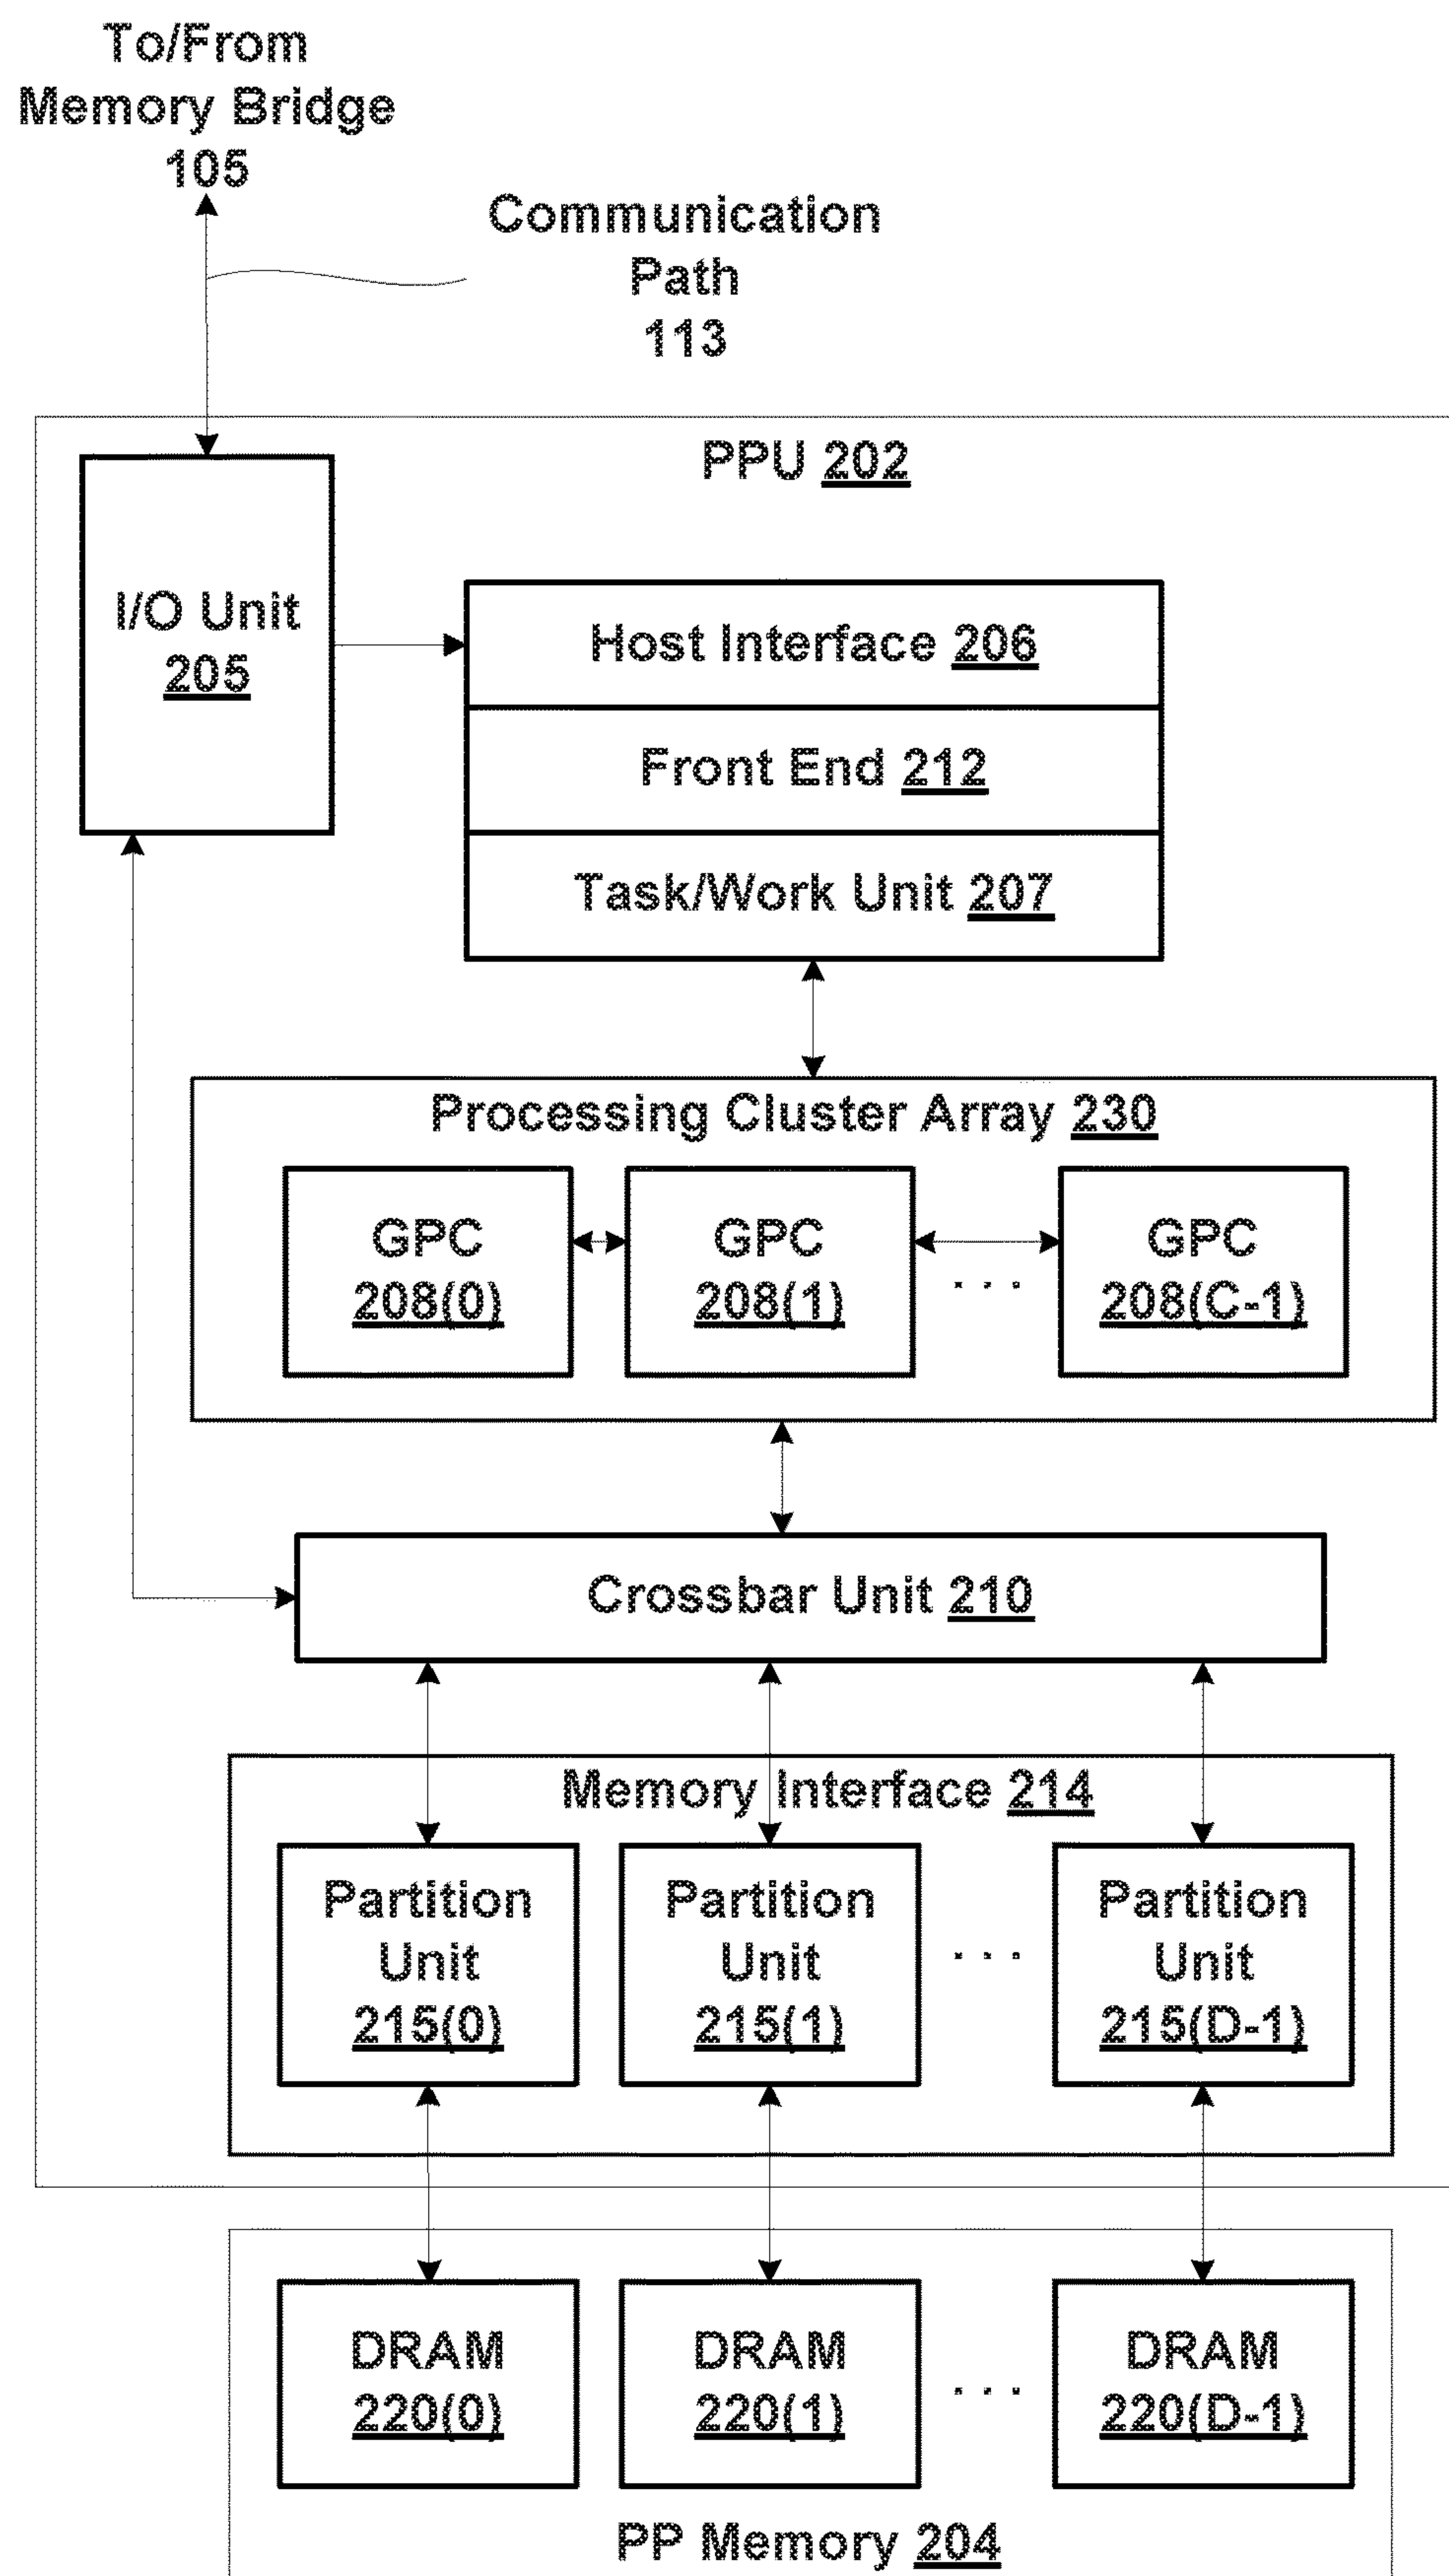 To/From
Memory Bridge
105
Communication
Path
113
PPU 202
I/O Unit
205
Host Interface 206
Front End 212
Task/Work Unit 207
Processing Cluster Array 230
GPC
208(0)
GPC
208(1)
. . .
GPC
208(C-1)
Crossbar Unit 210
Memory Interface 214
Partition
Unit
215(0)
Partition
Unit
215(1)
. . .
Partition
Unit
215(D-1)
DRAM
220(0)
DRAM
220(1)
. . .
DRAM
220(D-1)
PP Memory 204